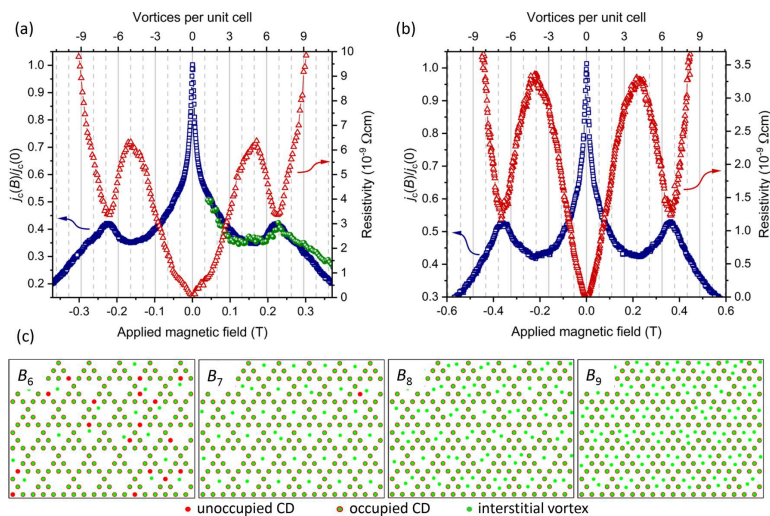 Vortices per unit cell
Vortices per unit cell
(a)
-9 -6 -3 0 3 6 9
(b)
-9 -6 -3 0 3 6 9
1.0
0.9
0.8
0.7
0.6
0.5
0.4
0.3
0.2
jc(B)/jc(0)
10
9
8
7
6
5
4
3
2
1
0
Resistivity (10⁻⁹ Ωcm)
-0.3 -0.2 -0.1 0.0 0.1 0.2 0.3
Applied magnetic field (T)
1.0
0.9
0.8
0.7
0.6
0.5
0.4
0.3
jc(B)/jc(0)
3.5
3.0
2.5
2.0
1.5
1.0
0.5
0.0
Resistivity (10⁻⁹ Ωcm)
-0.6 -0.4 -0.2 0.0 0.2 0.4 0.6
Applied magnetic field (T)
(c)
B₆
B₇
B₈
B₉
unoccupied CD occupied CD interstitial vortex